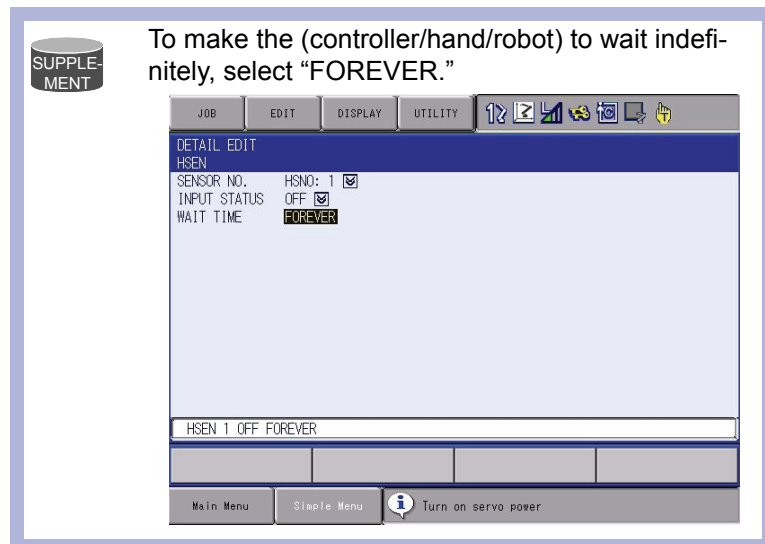 SUPPLE-
MENT
To make the (controller/hand/robot) to wait indefi-
nitely, select “FOREVER.”
JOB EDIT DISPLAY UTILITY
DETAIL EDIT
HSEN
SENSOR NO. HSNO: 1
INPUT STATUS OFF
WAIT TIME FOREVER
HSEN 1 OFF FOREVER
Main Menu Simple Menu Turn on servo power